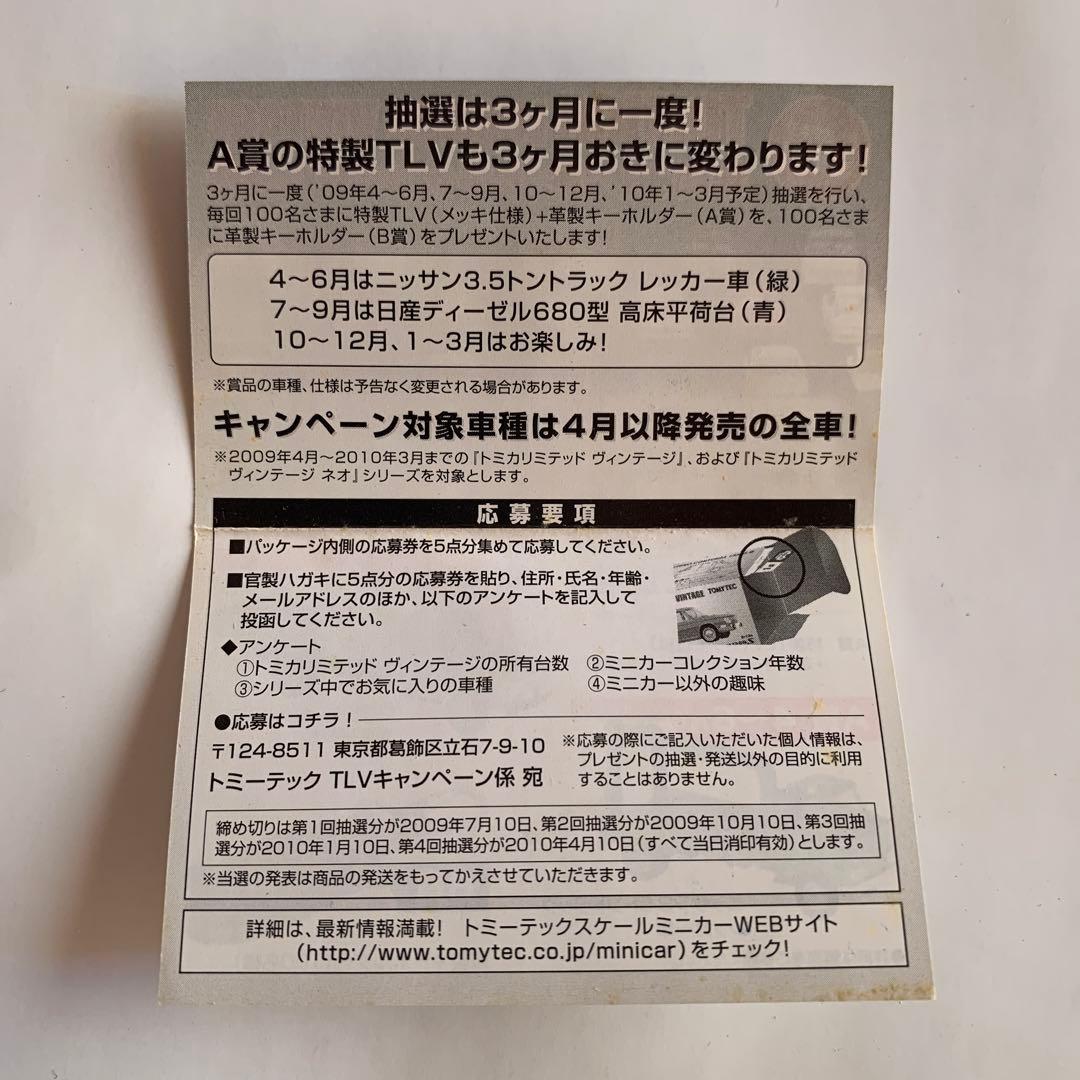 抽選は3ヶ月に一度!
A賞の特製TLVも3ヶ月おきに変わります!
3ヶ月に一度('09年4〜6月、7〜9月、10〜12月、'10年1〜3月予定)抽選を行い、
毎回100名さまに特製TLV(メッキ仕様)+革製キーホルダー(A賞)を、100名さま
に革製キーホルダー(B賞)をプレゼントいたします!
4〜6月はニッサン3.5トントラック レッカー車(緑)
7〜9月は日産ディーゼル680型 高床平荷台(青)
10〜12月、1〜3月はお楽しみ!
※賞品の車種、仕様は予告なく変更される場合があります。
キャンペーン対象車種は4月以降発売の全車!
※2009年4月〜2010年3月までの『トミカリミテッド ヴィンテージ』、および『トミカリミテッド
ヴィンテージ ネオ』シリーズを対象とします。
応募要項
■パッケージ内側の応募券を5点分集めて応募してください。
■官製ハガキに5点分の応募券を貼り、住所・氏名・年齢・
メールアドレスのほか、以下のアンケートを記入して
投函してください。
VINTAGE TOMYTEC
◆アンケート
①トミカリミテッド ヴィンテージの所有台数 ②ミニカーコレクション年数
③シリーズ中でお気に入りの車種 ④ミニカー以外の趣味
●応募はコチラ!
〒124-8511 東京都葛飾区立石7-9-10
トミーテック TLVキャンペーン係 宛
※応募の際にご記入いただいた個人情報は、
プレゼントの抽選・発送以外の目的に利用
することはありません。
締め切りは第1回抽選分が2009年7月10日、第2回抽選分が2009年10月10日、第3回抽
選分が2010年1月10日、第4回抽選分が2010年4月10日(すべて当日消印有効)とします。
※当選の発表は商品の発送をもってかえさせていただきます。
詳細は、最新情報満載! トミーテックスケールミニカーWEBサイト
(http://www.tomytec.co.jp/minicar)をチェック!